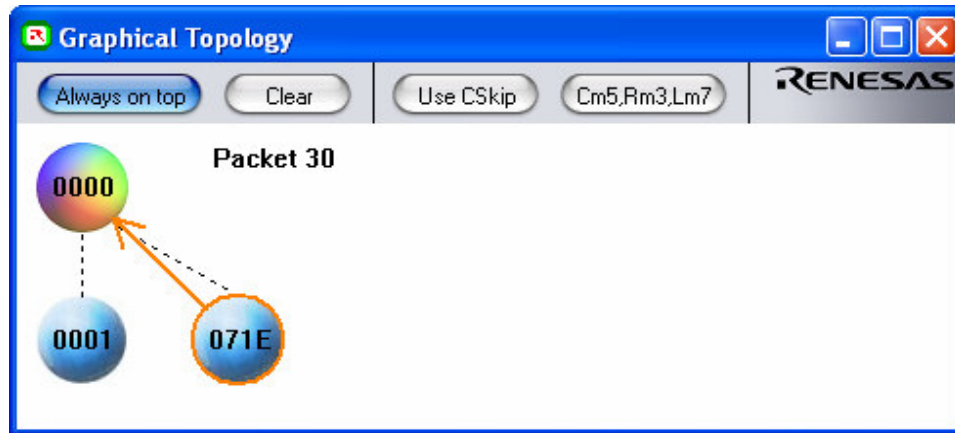 Graphical Topology
Always on top Clear Use CSkip Cm5,Rm3,Lm7 RENESAS
Packet 30
0000
0001 071E